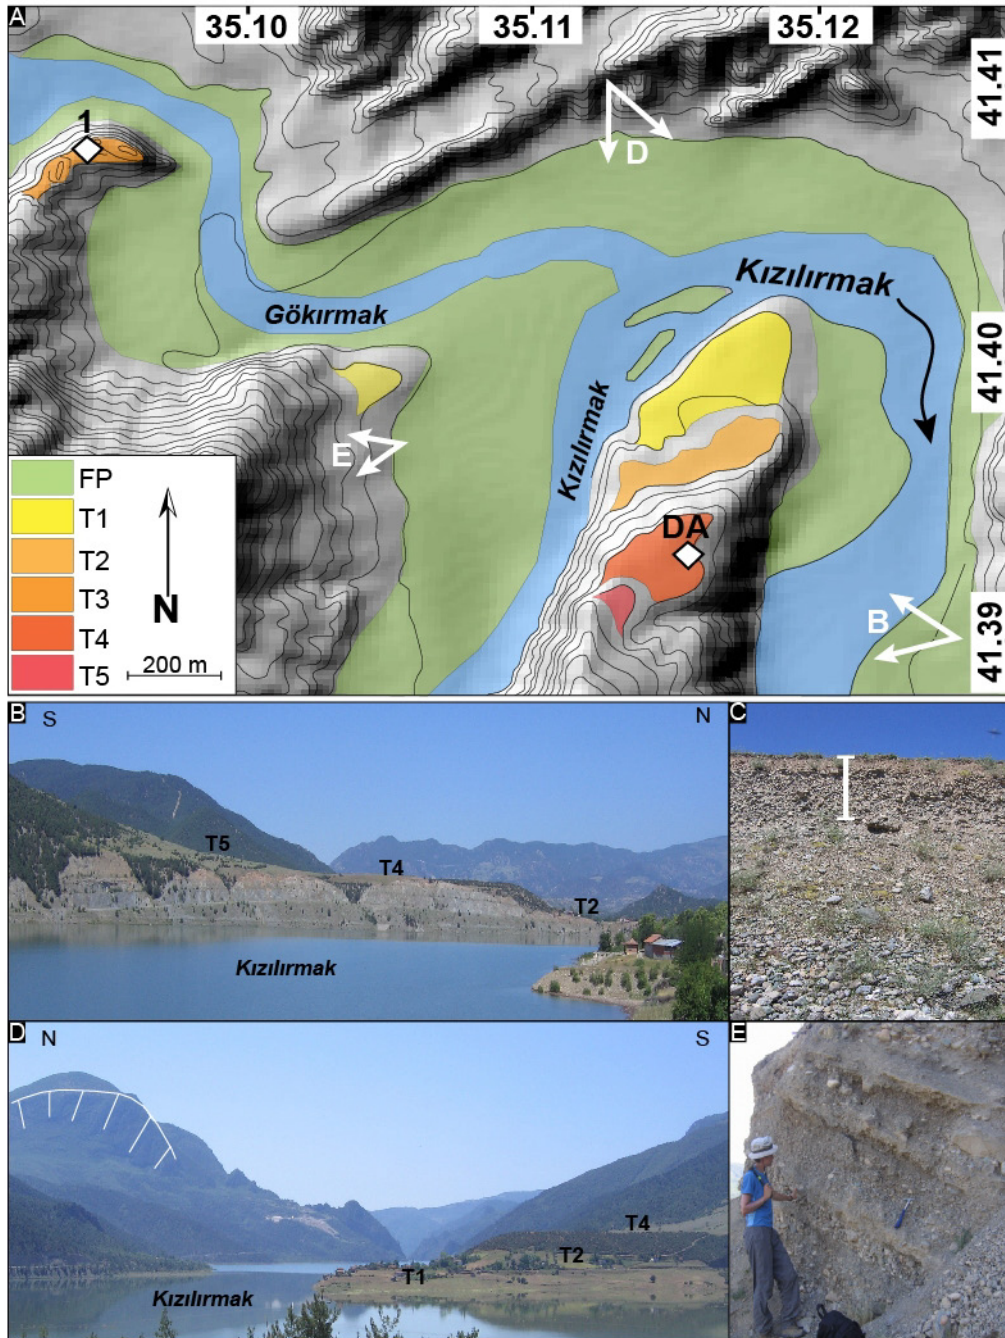 A
35.10
35.11
35.12
41.41
1
D
Kızılırmak
Gökırmak
41.40
Kızılırmak
E
FP
T1
T2
T3
T4
T5
N
200 m
DA
B
41.39
B
S
N
C
T5
T4
T2
Kızılırmak
D
N
S
E
T4
T2
T1
Kızılırmak